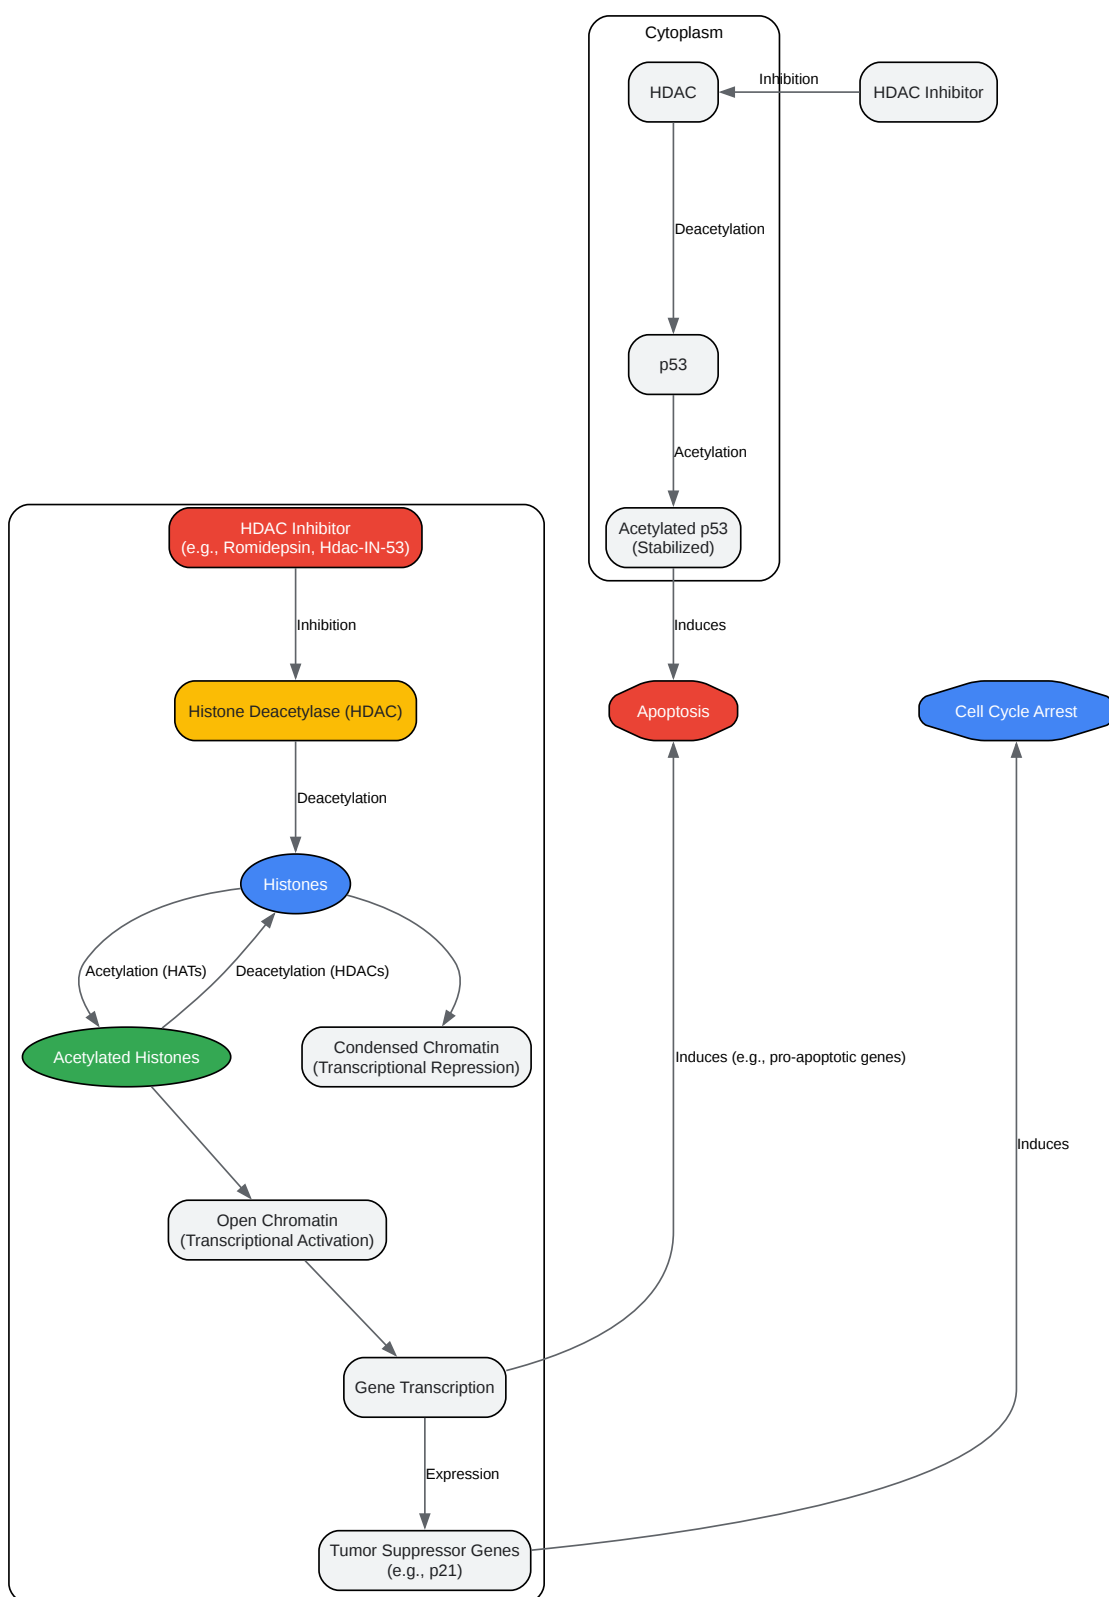 Cytoplasm
HDAC
Inhibition
HDAC Inhibitor
Deacetylation
p53
Acetylation
Acetylated p53
(Stabilized)
Induces
HDAC Inhibitor
(e.g., Romidepsin, Hdac-IN-53)
Inhibition
Histone Deacetylase (HDAC)
Apoptosis
Cell Cycle Arrest
Deacetylation
Histones
Acetylation (HATs)
Deacetylation (HDACs)
Acetylated Histones
Condensed Chromatin
(Transcriptional Repression)
Induces (e.g., pro-apoptotic genes)
Induces
Open Chromatin
(Transcriptional Activation)
Gene Transcription
Expression
Tumor Suppressor Genes
(e.g., p21)